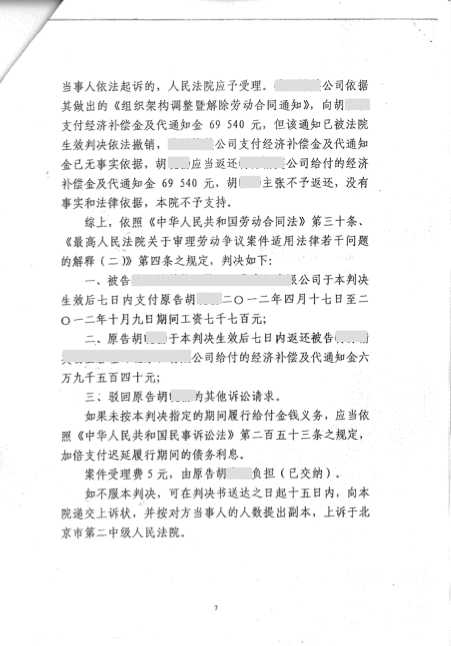 当事人依法起诉的，人民法院应予受理。公司依据
其做出的《组织架构调整暨解除劳动合同通知》，向胡
支付经济补偿金及代通知金 69 540 元，但该通知已被法院
生效判决依法撤销，公司支付经济补偿金及代通知
金已无事实依据，胡应当返还公司给付的经济
补偿金及代通知金 69 540 元，胡主张不予返还，没有
事实和法律依据，本院不予支持。
综上，依照《中华人民共和国劳动合同法》第三十条、
《最高人民法院关于审理劳动争议案件适用法律若干问题
的解释（二）》第四条之规定，判决如下：
一、被告公司于本判决
生效后七日内支付原告胡二〇一二年四月十七日至二
〇一二年十月九日期间工资七千七百元；
二、原告胡于本判决生效后七日内返还被告
公司给付的经济补偿及代通知金六
万九千五百四十元；
三、驳回原告胡的其他诉讼请求。
如果未按本判决指定的期间履行给付金钱义务，应当依
照《中华人民共和国民事诉讼法》第二百五十三条之规定，
加倍支付迟延履行期间的债务利息。
案件受理费 5 元，由原告胡负担（已交纳）。
如不服本判决，可在判决书送达之日起十五日内，向本
院递交上诉状，并按对方当事人的人数提出副本，上诉于北
京市第二中级人民法院。
7